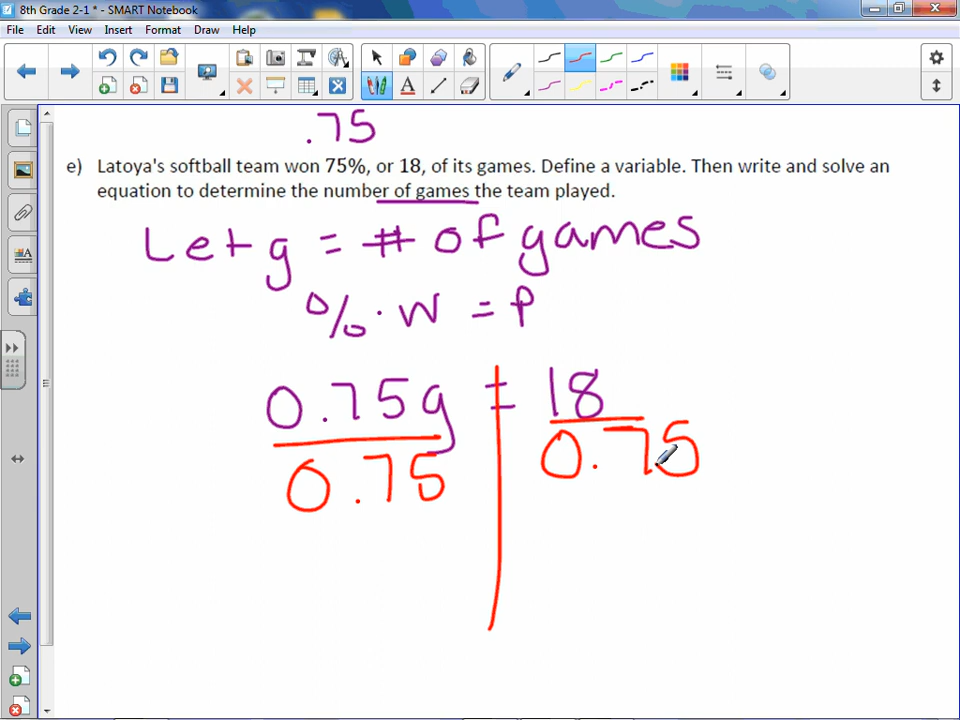 8th Grade 2-1 * - SMART Notebook
File Edit View Insert Format Draw Help
.75
e) Latoya's softball team won 75%, or 18, of its games. Define a variable. Then write and solve an
equation to determine the number of games the team played.
Let g = # of games
% · W = P
0.75g = 18
0.75 0.75